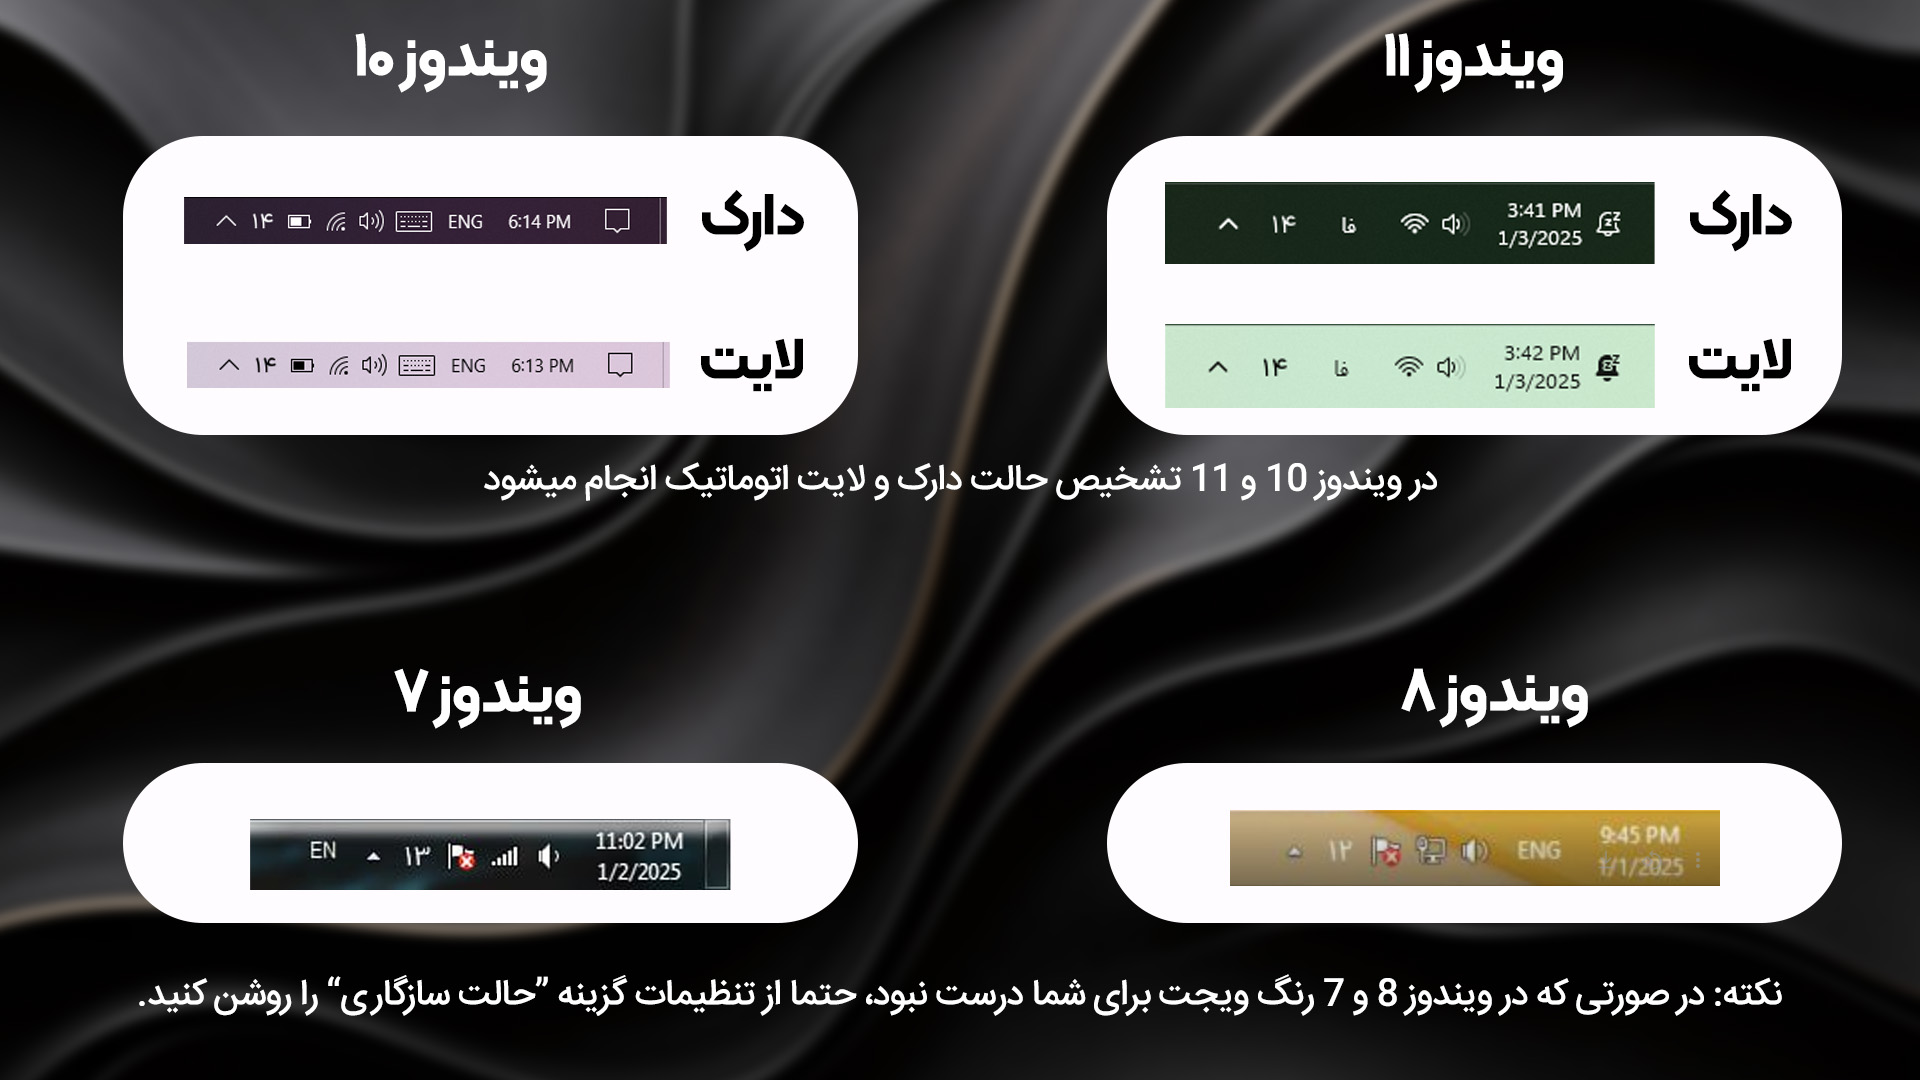 ویندوز ۱۱
دارک
۱۴ فا 3:41 PM
1/3/2025
لایت
۱۴ فا 3:42 PM
1/3/2025
ویندوز ۱۰
دارک
۱۴ ENG 6:14 PM
لایت
۱۴ ENG 6:13 PM
در ویندوز 10 و 11 تشخیص حالت دارک و لایت اتوماتیک انجام میشود
ویندوز ۸
۱۲ ENG 9:45 PM
1/1/2025
ویندوز ۷
EN ۱۳ 11:02 PM
1/2/2025
نکته: در صورتی که در ویندوز 8 و 7 رنگ ویجت برای شما درست نبود، حتما از تنظیمات گزینه ”حالت سازگاری“ را روشن کنید.